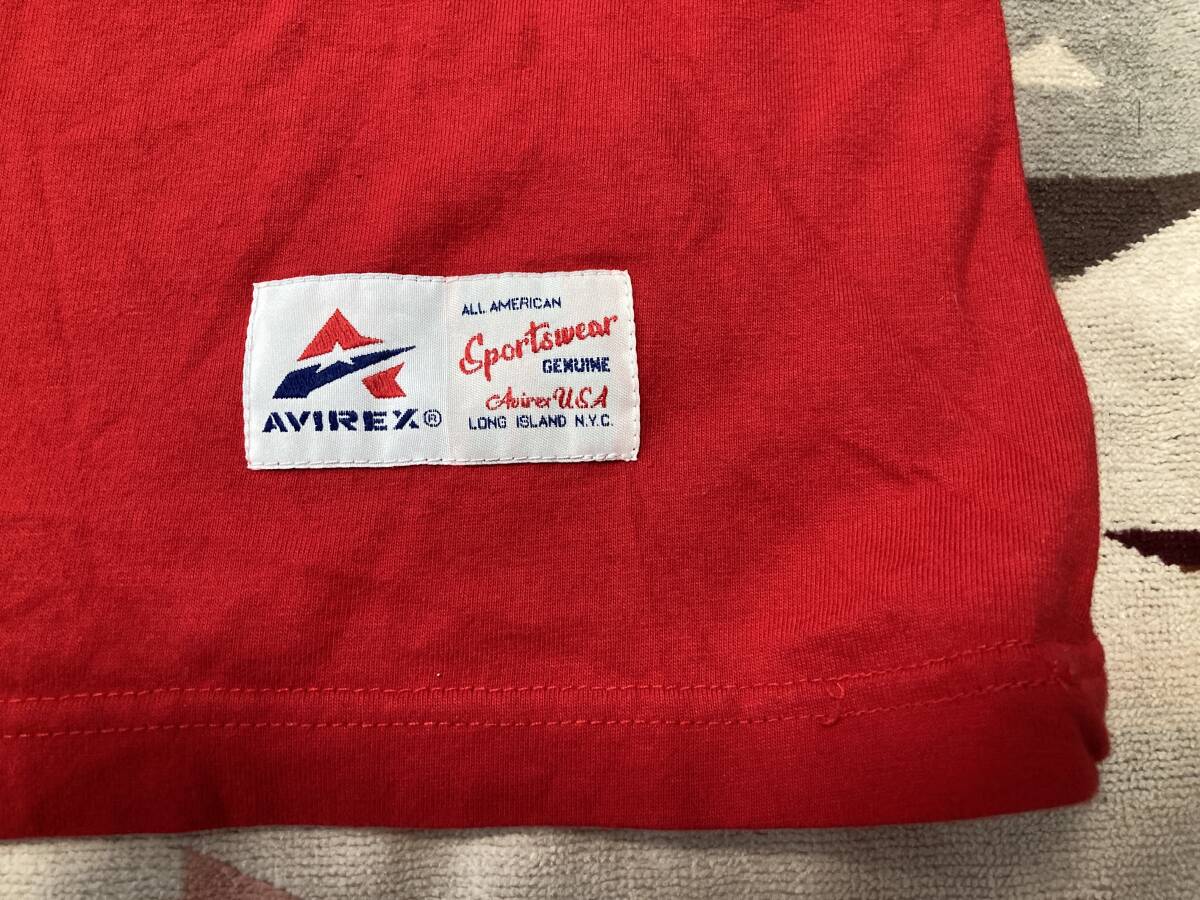 AVIREX®
ALL AMERICAN
Sportswear
GENUINE
Avirex U.S.A
LONG ISLAND N.Y.C.